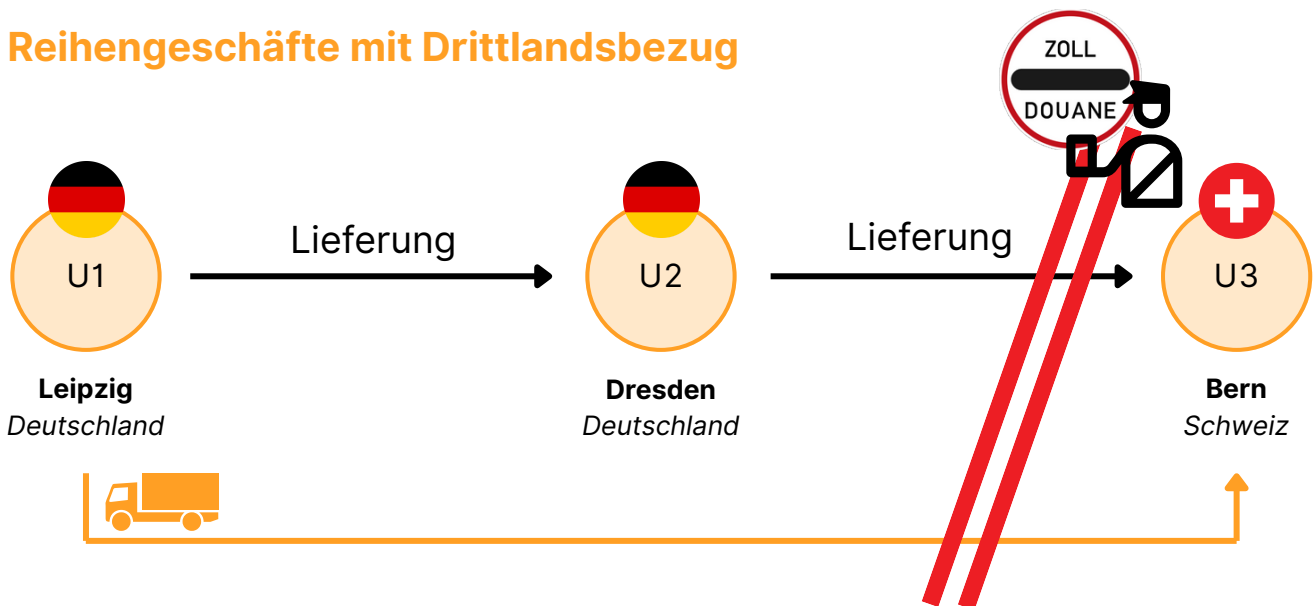 Reihengeschäfte mit Drittlandsbezug
ZOLL
DOUANE
Lieferung
Lieferung
U1
U2
U3
Leipzig
Deutschland
Dresden
Deutschland
Bern
Schweiz